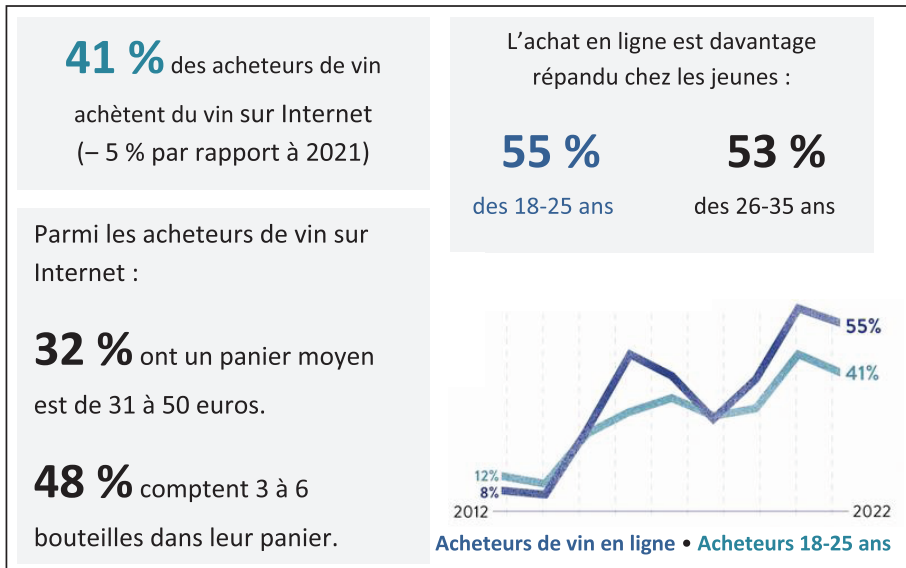 41 % des acheteurs de vin
achètent du vin sur Internet
(– 5 % par rapport à 2021)
L’achat en ligne est davantage
répandu chez les jeunes :
55 %
des 18-25 ans
53 %
des 26-35 ans
Parmi les acheteurs de vin sur
Internet :
32 % ont un panier moyen
est de 31 à 50 euros.
48 % comptent 3 à 6
bouteilles dans leur panier.
55%
41%
12%
8%
2012
2022
Acheteurs de vin en ligne • Acheteurs 18-25 ans